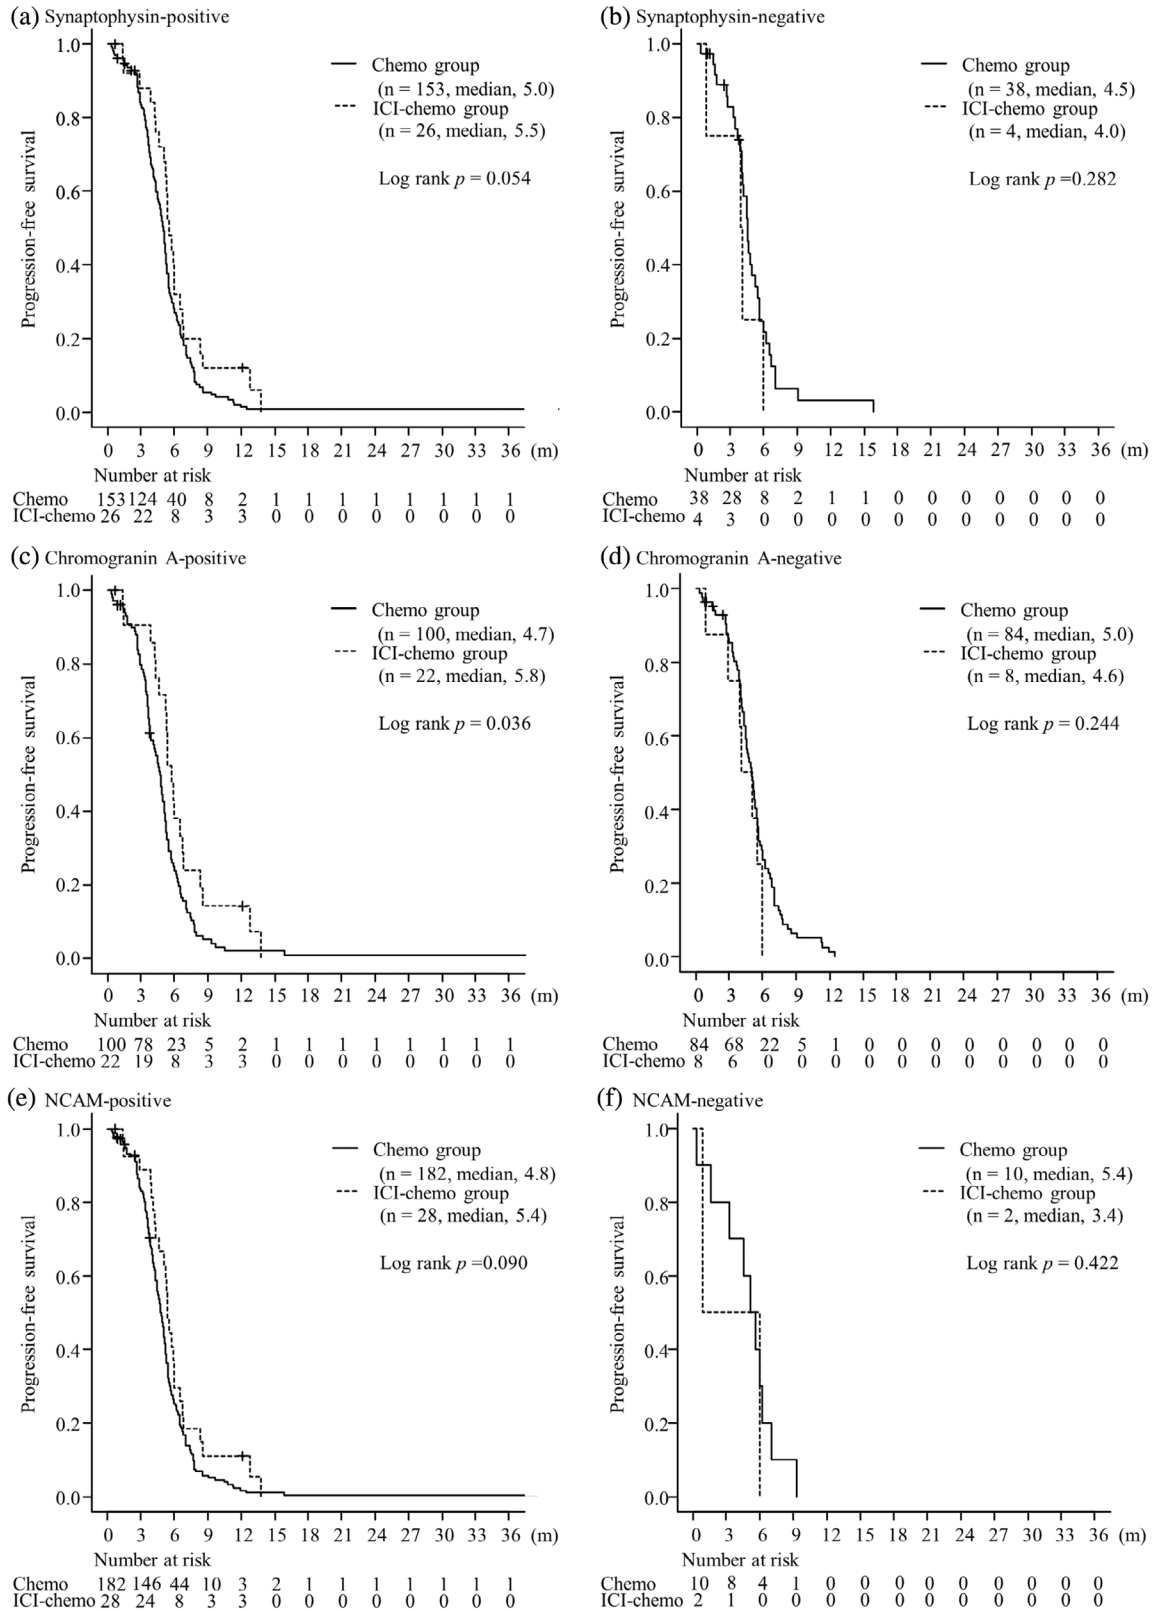 (a) Synaptophysin-positive
Progression-free survival
1.0
0.8
0.6
0.4
0.2
0.0
Chemo group
(n = 153, median, 5.0)
ICI-chemo group
(n = 26, median, 5.5)
Log rank p = 0.054
0 3 6 9 12 15 18 21 24 27 30 33 36 (m)
Number at risk
Chemo 153 124 40 8 2 1 1 1 1 1 1 1 1
ICI-chemo 26 22 8 3 3 0 0 0 0 0 0 0 0
(b) Synaptophysin-negative
Progression-free survival
1.0
0.8
0.6
0.4
0.2
0.0
Chemo group
(n = 38, median, 4.5)
ICI-chemo group
(n = 4, median, 4.0)
Log rank p =0.282
0 3 6 9 12 15 18 21 24 27 30 33 36 (m)
Number at risk
Chemo 38 28 8 2 1 1 0 0 0 0 0 0 0
ICI-chemo 4 3 0 0 0 0 0 0 0 0 0 0 0
(c) Chromogranin A-positive
Progression-free survival
1.0
0.8
0.6
0.4
0.2
0.0
Chemo group
(n = 100, median, 4.7)
ICI-chemo group
(n = 22, median, 5.8)
Log rank p = 0.036
0 3 6 9 12 15 18 21 24 27 30 33 36 (m)
Number at risk
Chemo 100 78 23 5 2 1 1 1 1 1 1 1 1
ICI-chemo 22 19 8 3 3 0 0 0 0 0 0 0 0
(d) Chromogranin A-negative
Progression-free survival
1.0
0.8
0.6
0.4
0.2
0.0
Chemo group
(n = 84, median, 5.0)
ICI-chemo group
(n = 8, median, 4.6)
Log rank p = 0.244
0 3 6 9 12 15 18 21 24 27 30 33 36 (m)
Number at risk
Chemo 84 68 22 5 1 0 0 0 0 0 0 0 0
ICI-chemo 8 6 0 0 0 0 0 0 0 0 0 0 0
(e) NCAM-positive
Progression-free survival
1.0
0.8
0.6
0.4
0.2
0.0
Chemo group
(n = 182, median, 4.8)
ICI-chemo group
(n = 28, median, 5.4)
Log rank p =0.090
0 3 6 9 12 15 18 21 24 27 30 33 36 (m)
Number at risk
Chemo 182 146 44 10 3 2 1 1 1 1 1 1 1
ICI-chemo 28 24 8 3 3 0 0 0 0 0 0 0 0
(f) NCAM-negative
Progression-free survival
1.0
0.8
0.6
0.4
0.2
0.0
Chemo group
(n = 10, median, 5.4)
ICI-chemo group
(n = 2, median, 3.4)
Log rank p = 0.422
0 3 6 9 12 15 18 21 24 27 30 33 36 (m)
Number at risk
Chemo 10 8 4 1 0 0 0 0 0 0 0 0 0
ICI-chemo 2 1 0 0 0 0 0 0 0 0 0 0 0